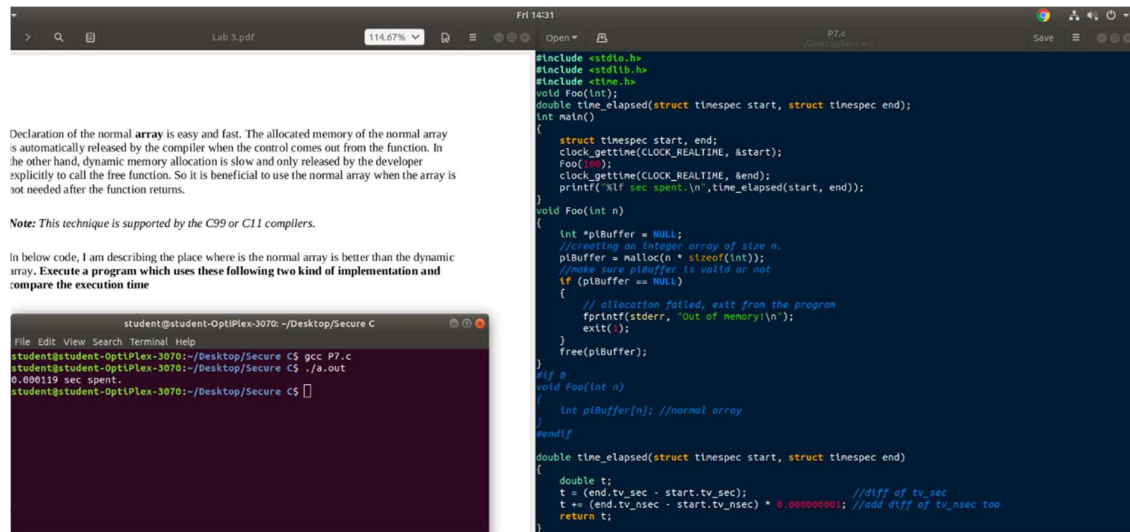 Fri 14:31
Lab 3.pdf
114.67%
Declaration of the normal array is easy and fast. The allocated memory of the normal array
is automatically released by the compiler when the control comes out from the function. In
the other hand, dynamic memory allocation is slow and only released by the developer
explicitly to call the free function. So it is beneficial to use the normal array when the array is
not needed after the function returns.
Note: This technique is supported by the C99 or C11 compilers.
In below code, I am describing the place where is the normal array is better than the dynamic
array. Execute a program which uses these following two kind of implementation and
compare the execution time
student@student-OptiPlex-3070: ~/Desktop/Secure C
File Edit View Search Terminal Help
student@student-OptiPlex-3070:~/Desktop/Secure C$ gcc P7.c
student@student-OptiPlex-3070:~/Desktop/Secure C$ ./a.out
0.000119 sec spent.
student@student-OptiPlex-3070:~/Desktop/Secure C$
Open
P7.c
~/Desktop/Secure C
Save
#include <stdio.h>
#include <stdlib.h>
#include <time.h>
void Foo(int);
double time_elapsed(struct timespec start, struct timespec end);
int main()
{
    struct timespec start, end;
    clock_gettime(CLOCK_REALTIME, &start);
    Foo(100);
    clock_gettime(CLOCK_REALTIME, &end);
    printf("%lf sec spent.\n",time_elapsed(start, end));
}
void Foo(int n)
{
    int *piBuffer = NULL;
    //creating an integer array of size n.
    piBuffer = malloc(n * sizeof(int));
    //make sure piBuffer is valid or not
    if (piBuffer == NULL)
    {
        // allocation failed, exit from the program
        fprintf(stderr, "Out of memory!\n");
        exit(1);
    }
    free(piBuffer);
}
#if 0
void Foo(int n)
{
    int piBuffer[n]; //normal array
}
#endif
double time_elapsed(struct timespec start, struct timespec end)
{
    double t;
    t = (end.tv_sec - start.tv_sec); //diff of tv_sec
    t += (end.tv_nsec - start.tv_nsec) * 0.000000001; //add diff of tv_nsec too
    return t;
}